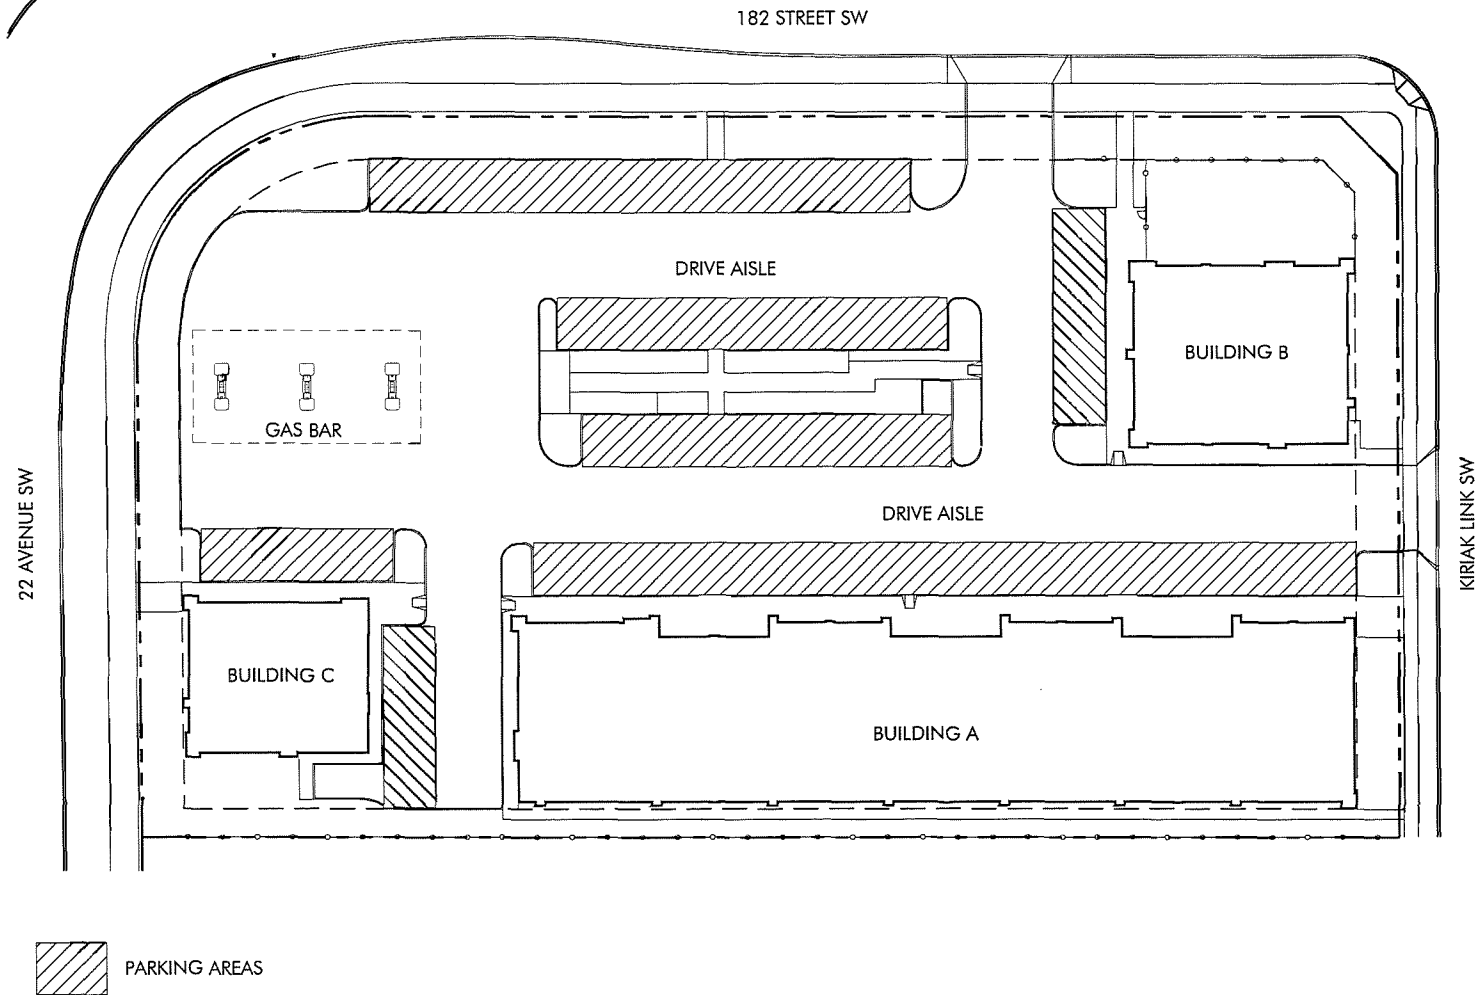 182 STREET SW
DRIVE AISLE
BUILDING B
GAS BAR
22 AVENUE SW
DRIVE AISLE
KIRIAK LINK SW
BUILDING C
BUILDING A
PARKING AREAS